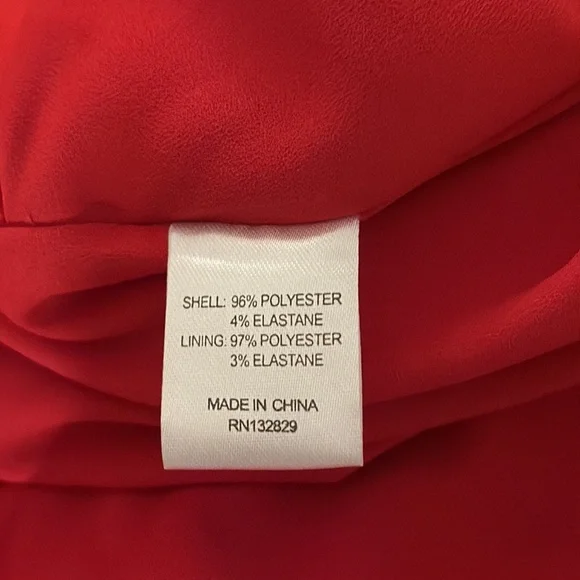 SHELL: 96% POLYESTER
4% ELASTANE
LINING: 97% POLYESTER
3% ELASTANE
MADE IN CHINA
RN132829